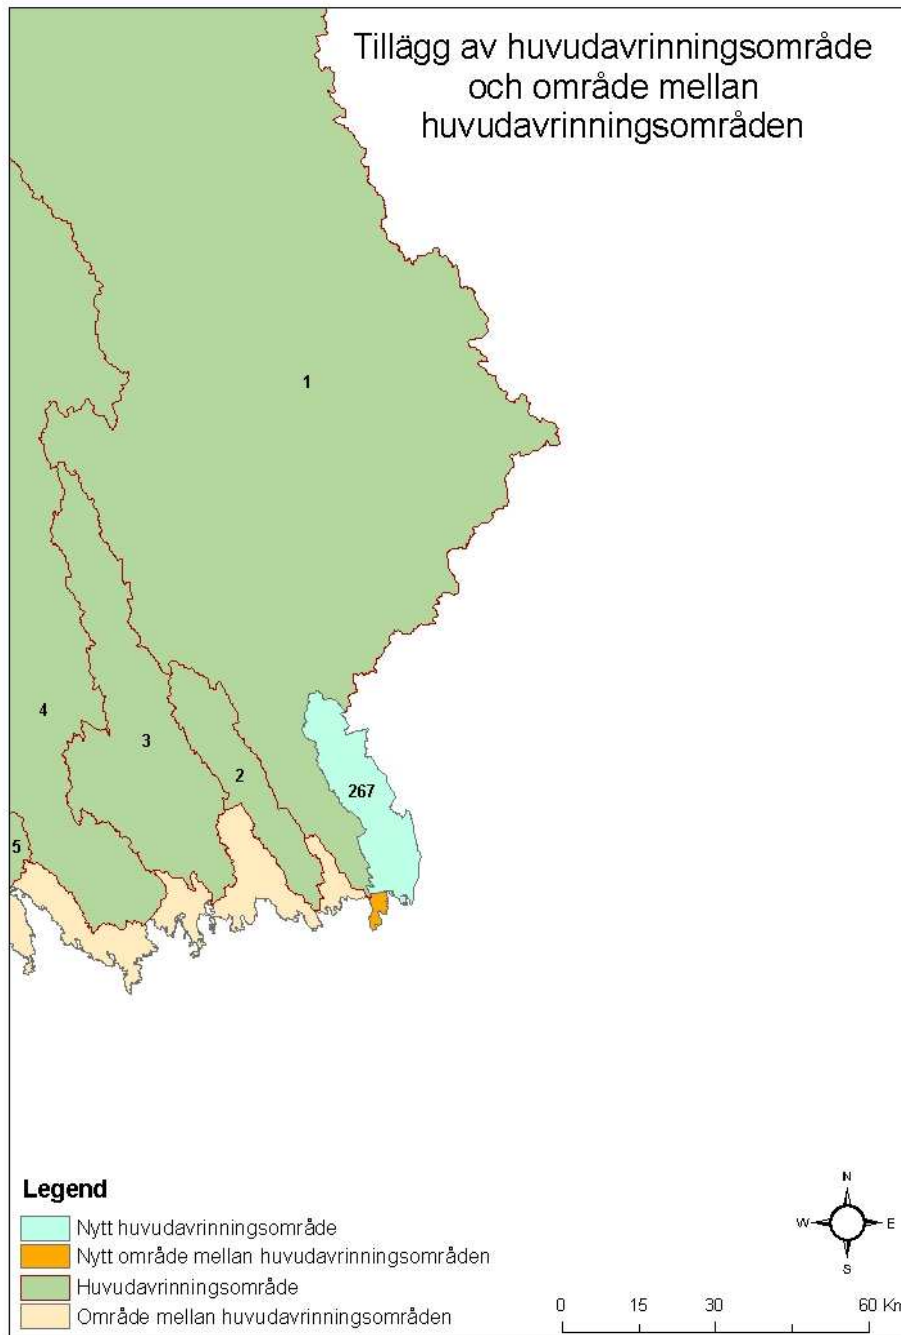 Tillägg av huvudavrinningsområde
och område mellan
huvudavrinningsområden
1
4
3
2
267
5
Legend
Nytt huvudavrinningsområde
Nytt område mellan huvudavrinningsområden
Huvudavrinningsområde
Område mellan huvudavrinningsområden
N
W E
S
0 15 30 60 Km